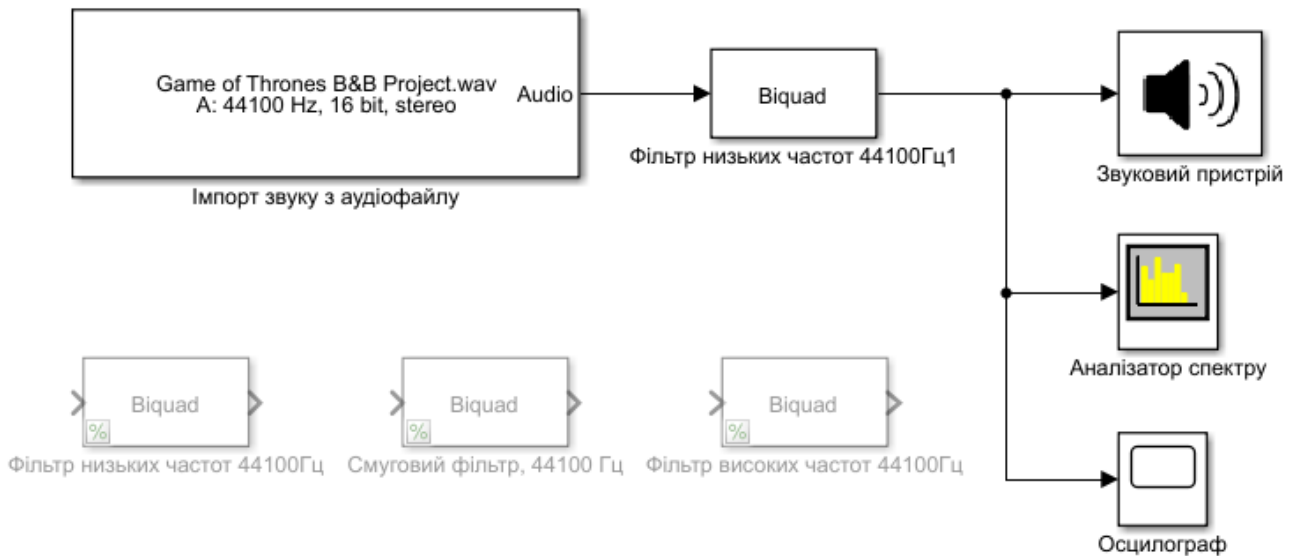 Game of Thrones B&B Project.wav
A: 44100 Hz, 16 bit, stereo
Audio
Імпорт звуку з аудіофайлу
Biquad
Фільтр низьких частот 44100Гц1
Звуковий пристрій
Аналізатор спектру
Biquad
%
Фільтр низьких частот 44100Гц
Biquad
%
Смуговий фільтр, 44100 Гц
Biquad
%
Фільтр високих частот 44100Гц
Осцилограф